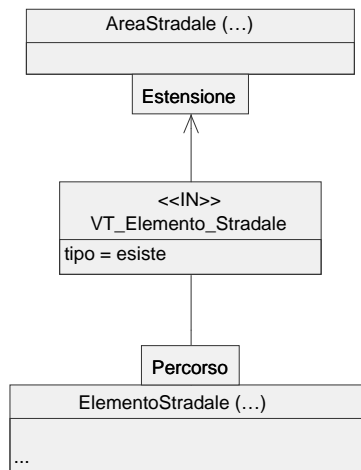 AreaStradale (...)
Estensione
<<IN>>
VT_Elemento_Stradale
tipo = esiste
Percorso
ElementoStradale (...)
...